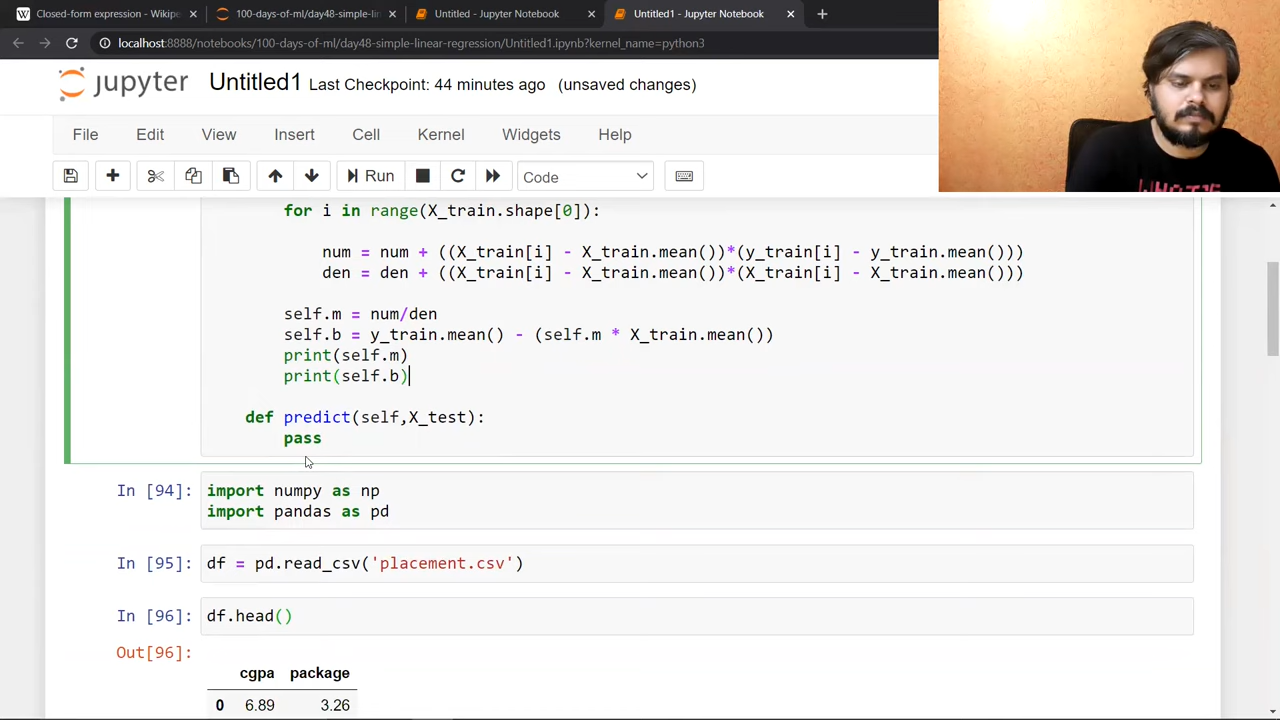 Closed-form expression - Wikipe
100-days-of-ml/day48-simple-lin
Untitled - Jupyter Notebook
Untitled1 - Jupyter Notebook
localhost:8888/notebooks/100-days-of-ml/day48-simple-linear-regression/Untitled1.ipynb?kernel_name=python3
jupyter Untitled1 Last Checkpoint: 44 minutes ago (unsaved changes)
File Edit View Insert Cell Kernel Widgets Help
Run Code
for i in range(X_train.shape[0]):
num = num + ((X_train[i] - X_train.mean())*(y_train[i] - y_train.mean()))
den = den + ((X_train[i] - X_train.mean())*(X_train[i] - X_train.mean()))
self.m = num/den
self.b = y_train.mean() - (self.m * X_train.mean())
print(self.m)
print(self.b)
def predict(self,X_test):
pass
In [94]: import numpy as np
import pandas as pd
In [95]: df = pd.read_csv('placement.csv')
In [96]: df.head()
Out[96]:
cgpa package
0 6.89 3.26